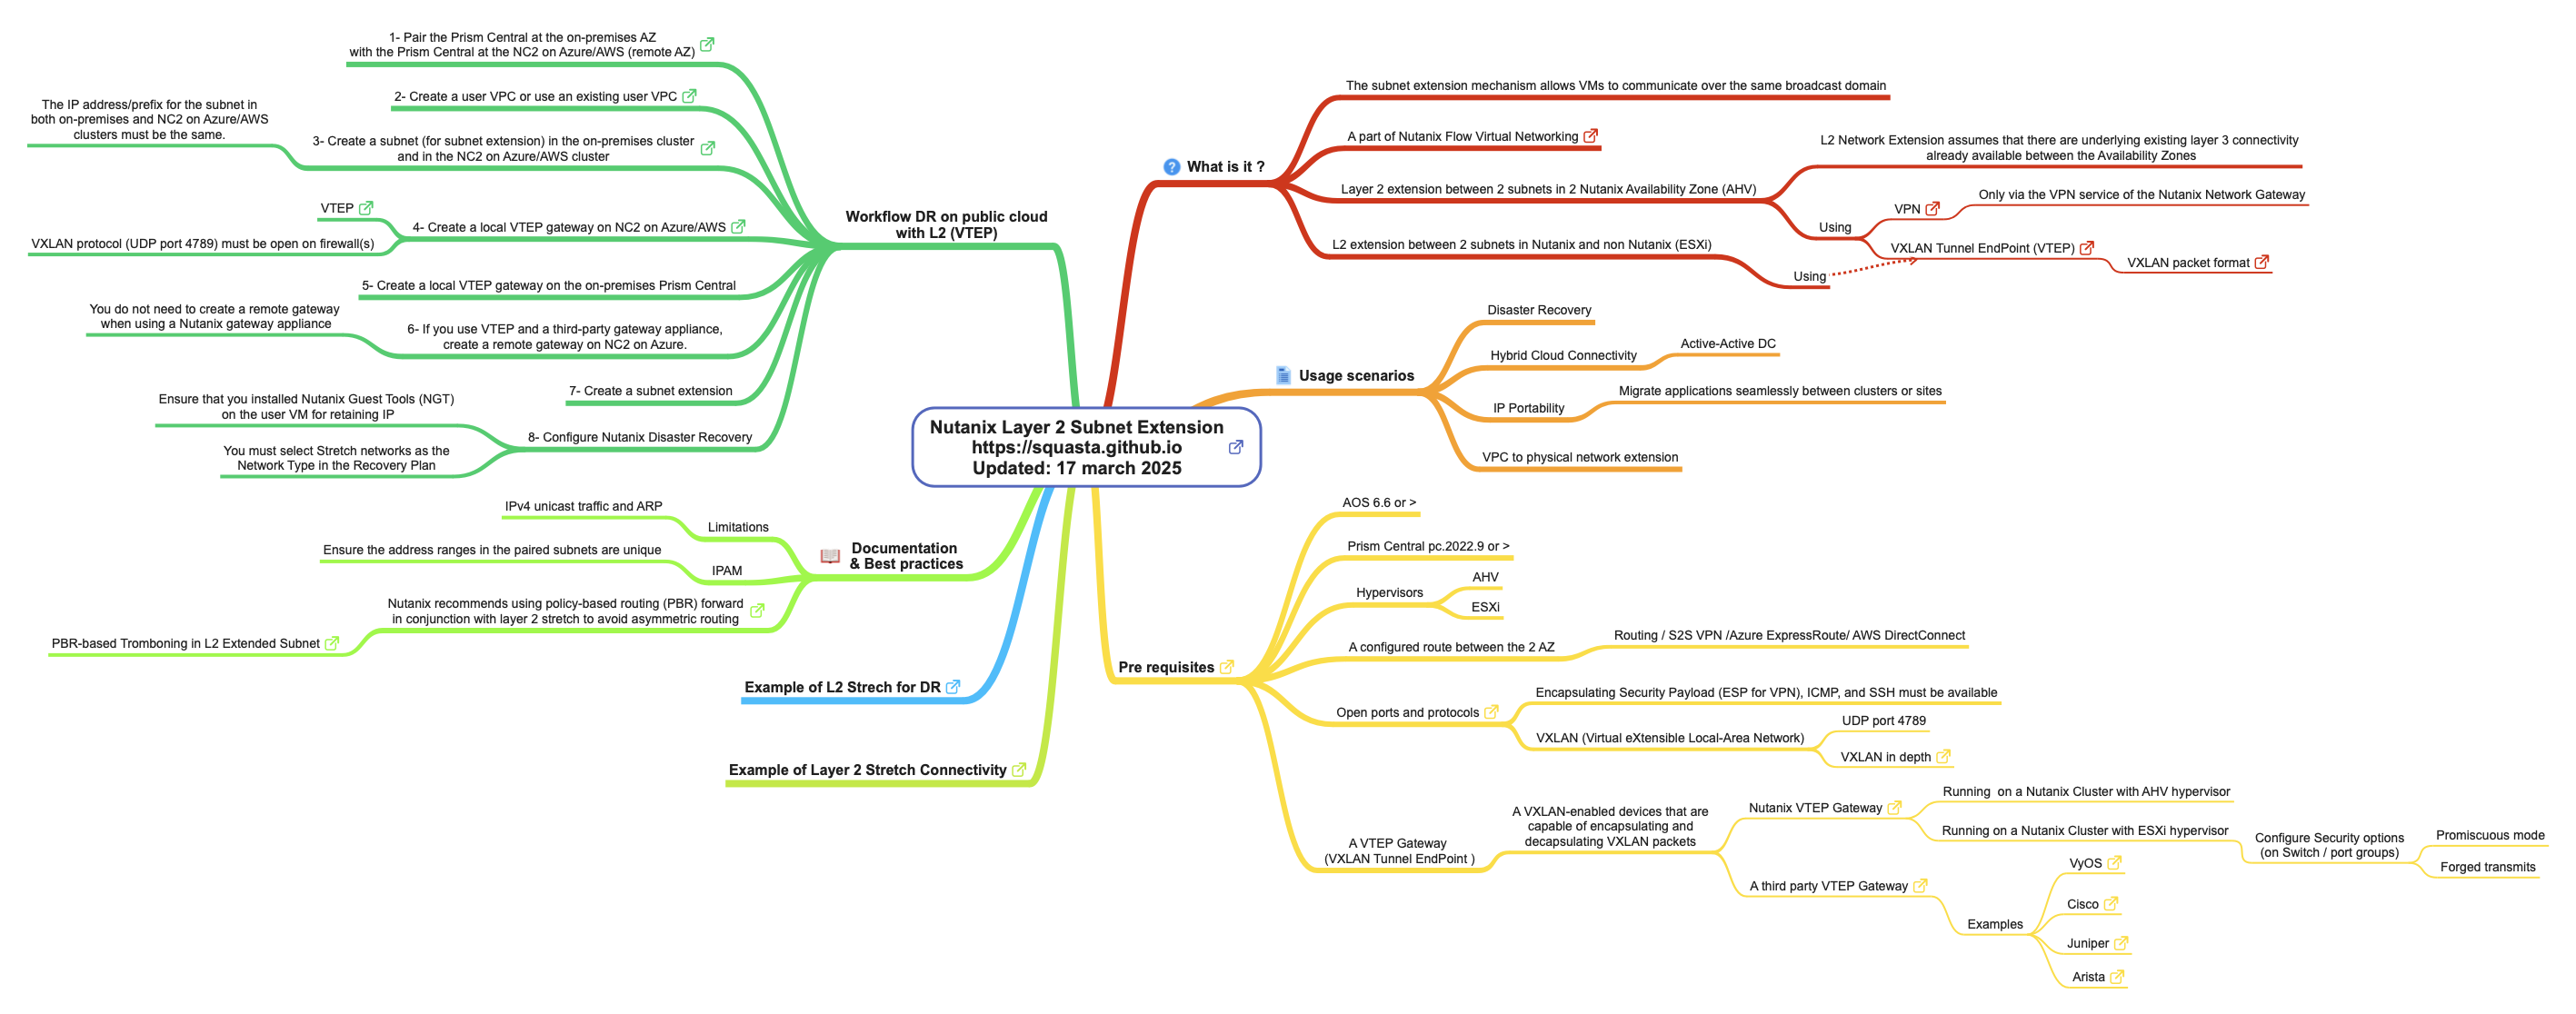 Nutanix Layer 2 Subnet Extension
https://squasta.github.io
Updated: 17 march 2025
What is it ?
The subnet extension mechanism allows VMs to communicate over the same broadcast domain
A part of Nutanix Flow Virtual Networking
Layer 2 extension between 2 subnets in 2 Nutanix Availability Zone (AHV)
L2 Network Extension assumes that there are underlying existing layer 3 connectivity
already available between the Availability Zones
Using
VPN
Only via the VPN service of the Nutanix Network Gateway
VXLAN Tunnel EndPoint (VTEP)
VXLAN packet format
L2 extension between 2 subnets in Nutanix and non Nutanix (ESXi)
Using
Usage scenarios
Disaster Recovery
Hybrid Cloud Connectivity
Active-Active DC
IP Portability
Migrate applications seamlessly between clusters or sites
VPC to physical network extension
Pre requisites
AOS 6.6 or >
Prism Central pc.2022.9 or >
Hypervisors
AHV
ESXi
A configured route between the 2 AZ
Routing / S2S VPN /Azure ExpressRoute/ AWS DirectConnect
Open ports and protocols
Encapsulating Security Payload (ESP for VPN), ICMP, and SSH must be available
VXLAN (Virtual eXtensible Local-Area Network)
UDP port 4789
VXLAN in depth
A VTEP Gateway
(VXLAN Tunnel EndPoint )
A VXLAN-enabled devices that are
capable of encapsulating and
decapsulating VXLAN packets
Nutanix VTEP Gateway
Running  on a Nutanix Cluster with AHV hypervisor
Running on a Nutanix Cluster with ESXi hypervisor
Configure Security options
(on Switch / port groups)
Promiscuous mode
Forged transmits
A third party VTEP Gateway
Examples
VyOS
Cisco
Juniper
Arista
Workflow DR on public cloud
with L2 (VTEP)
1- Pair the Prism Central at the on-premises AZ
with the Prism Central at the NC2 on Azure/AWS (remote AZ)
2- Create a user VPC or use an existing user VPC
3- Create a subnet (for subnet extension) in the on-premises cluster
and in the NC2 on Azure/AWS cluster
The IP address/prefix for the subnet in
both on-premises and NC2 on Azure/AWS
clusters must be the same.
4- Create a local VTEP gateway on NC2 on Azure/AWS
VTEP
VXLAN protocol (UDP port 4789) must be open on firewall(s)
5- Create a local VTEP gateway on the on-premises Prism Central
6- If you use VTEP and a third-party gateway appliance,
create a remote gateway on NC2 on Azure.
You do not need to create a remote gateway
when using a Nutanix gateway appliance
7- Create a subnet extension
8- Configure Nutanix Disaster Recovery
Ensure that you installed Nutanix Guest Tools (NGT)
on the user VM for retaining IP
You must select Stretch networks as the
Network Type in the Recovery Plan
Documentation
& Best practices
Limitations
IPv4 unicast traffic and ARP
IPAM
Ensure the address ranges in the paired subnets are unique
Nutanix recommends using policy-based routing (PBR) forward
in conjunction with layer 2 stretch to avoid asymmetric routing
PBR-based Tromboning in L2 Extended Subnet
Example of L2 Strech for DR
Example of Layer 2 Stretch Connectivity